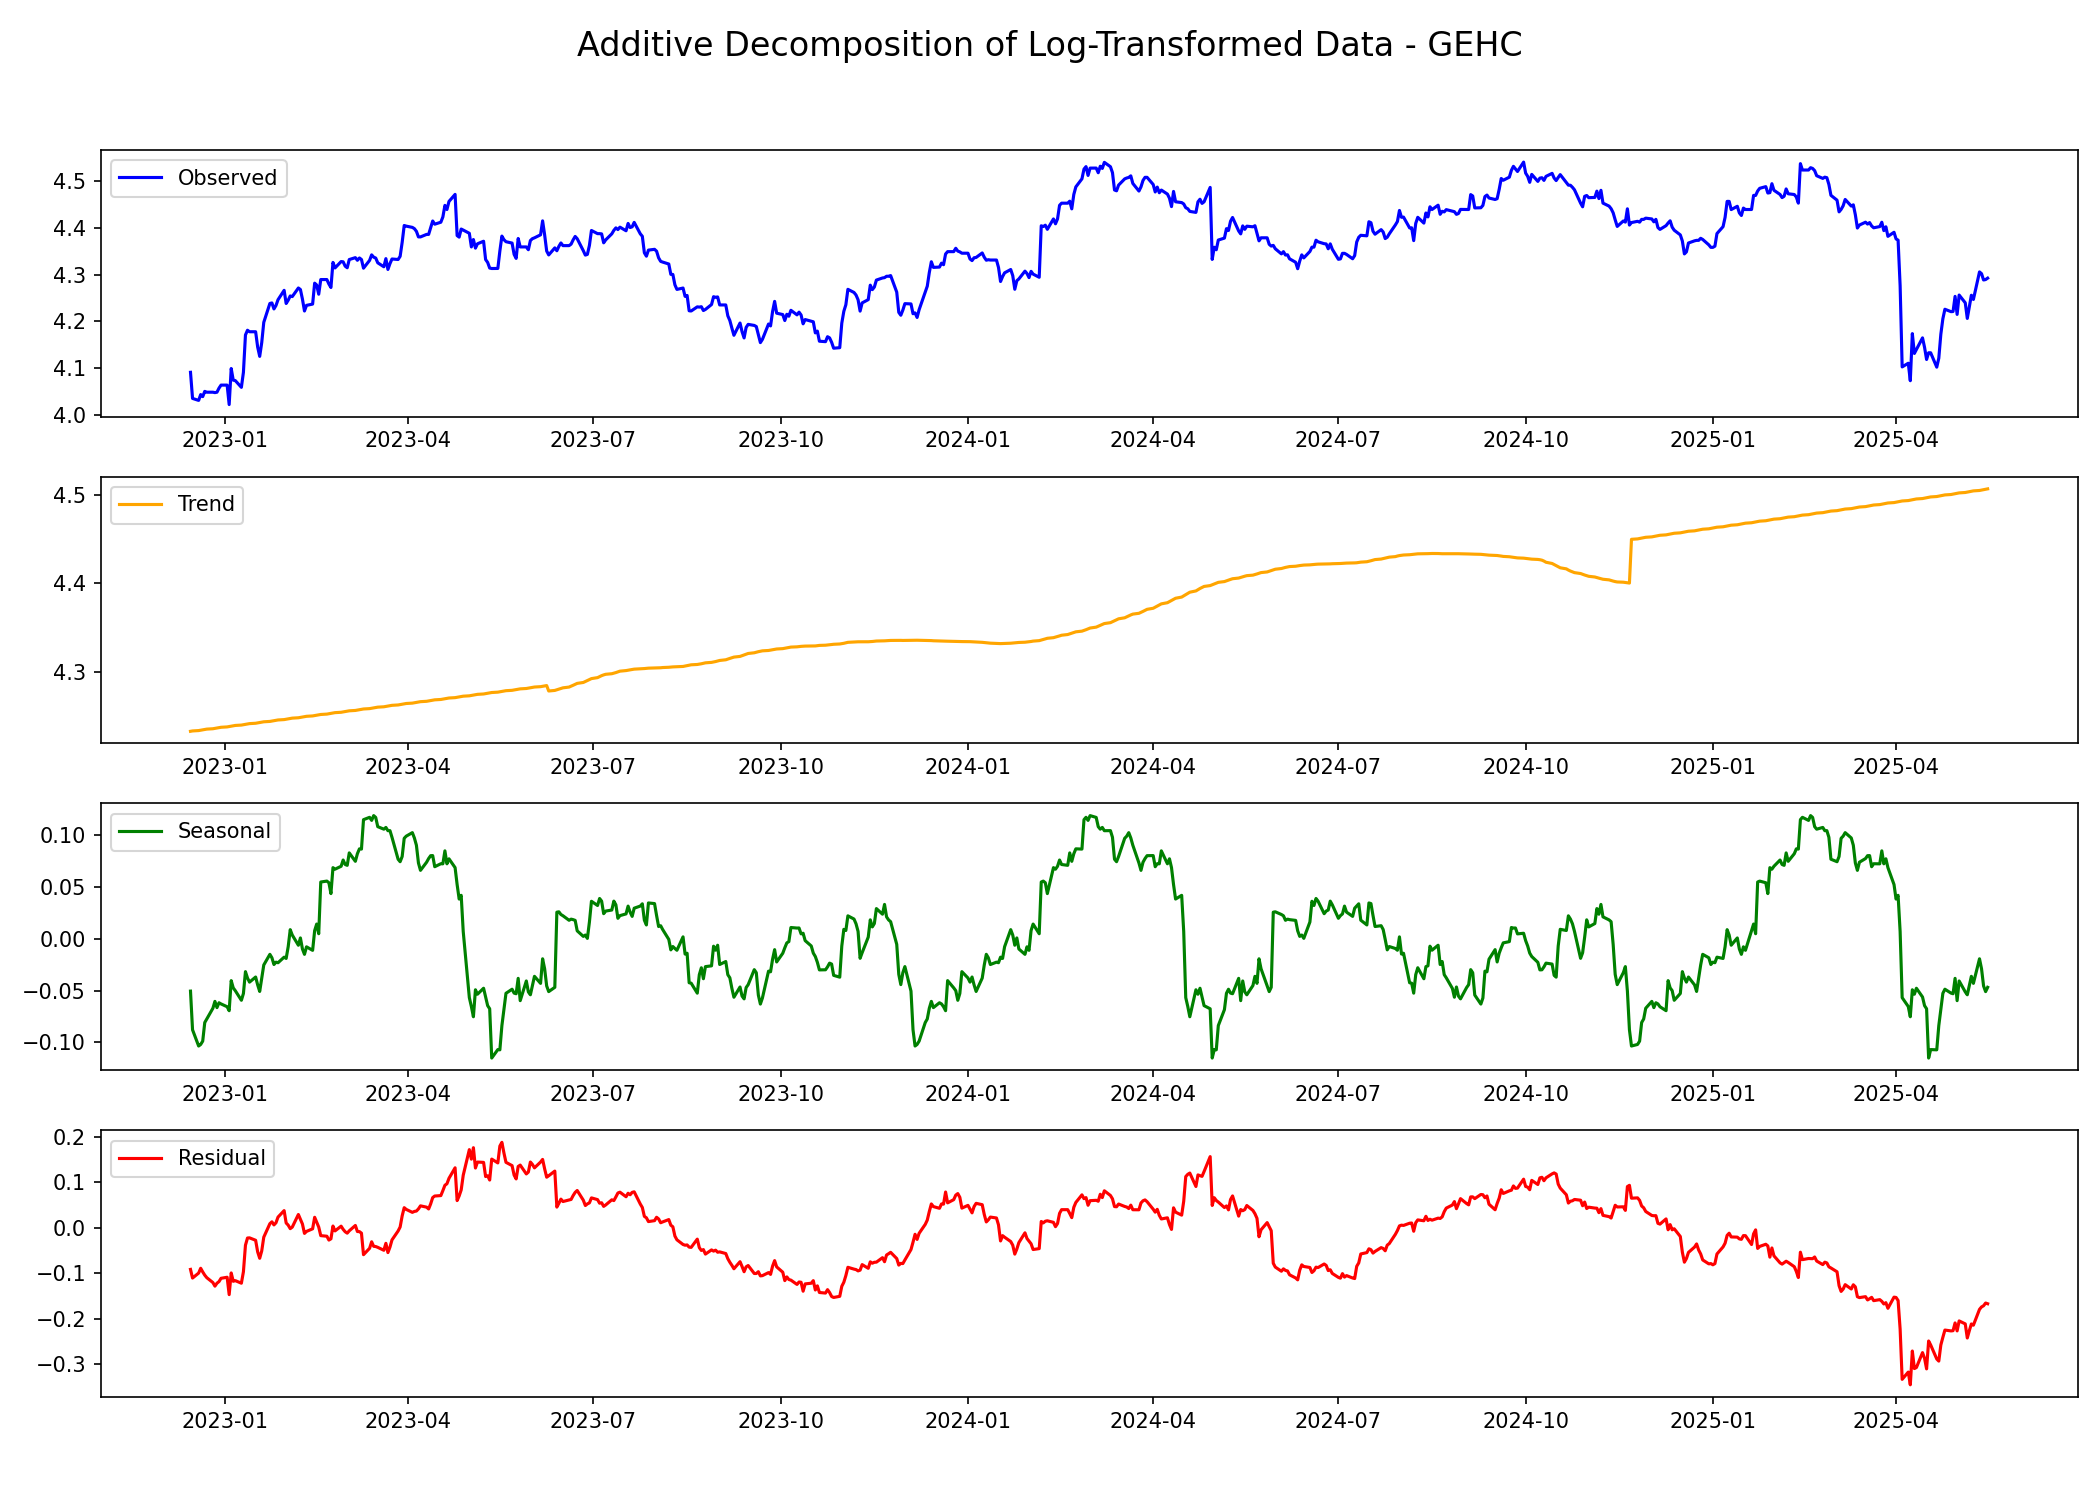 Additive Decomposition of Log-Transformed Data - GEHC
Observed
4.5
4.4
4.3
4.2
4.1
4.0
2023-01 2023-04 2023-07 2023-10 2024-01 2024-04 2024-07 2024-10 2025-01 2025-04
Trend
4.5
4.4
4.3
2023-01 2023-04 2023-07 2023-10 2024-01 2024-04 2024-07 2024-10 2025-01 2025-04
Seasonal
0.10
0.05
0.00
−0.05
−0.10
2023-01 2023-04 2023-07 2023-10 2024-01 2024-04 2024-07 2024-10 2025-01 2025-04
Residual
0.2
0.1
0.0
−0.1
−0.2
−0.3
2023-01 2023-04 2023-07 2023-10 2024-01 2024-04 2024-07 2024-10 2025-01 2025-04